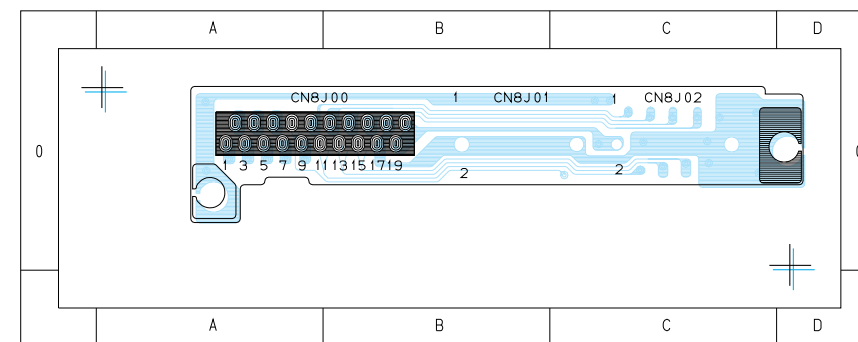 A B C D
CN8J00 1 CN8J01 1 CN8J02
0
1 3 5 7 9 11 13 15 17 19
2 2
A B C D